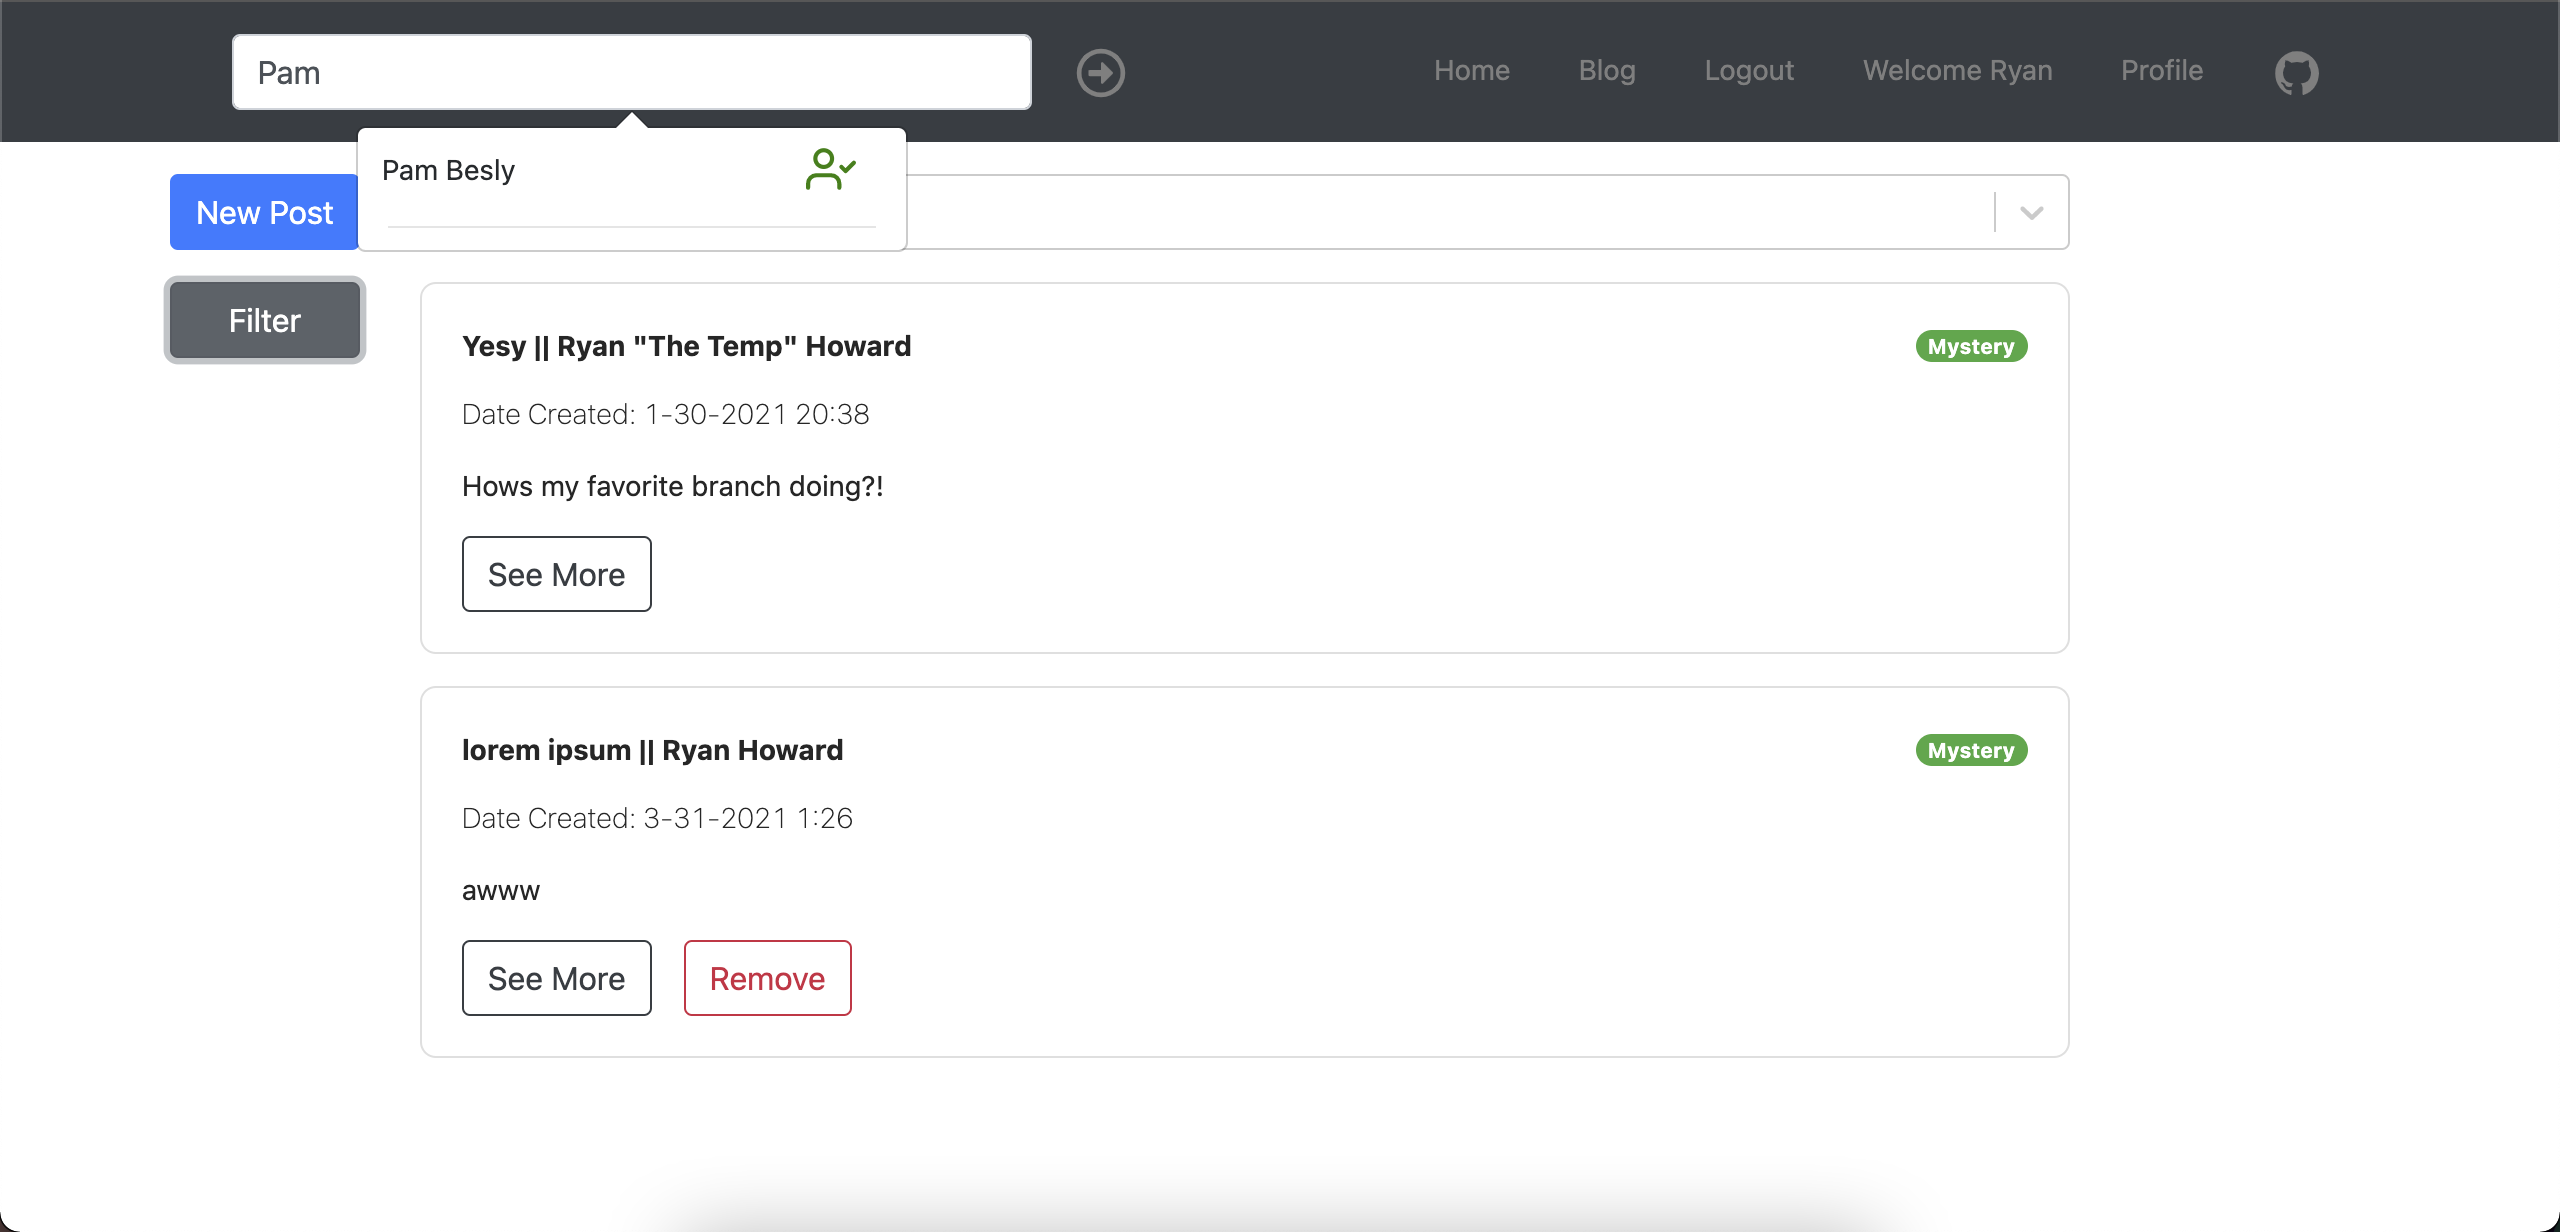 Pam
Home Blog Logout Welcome Ryan Profile
Pam Besly
New Post
Filter
Yesy || Ryan "The Temp" Howard
Mystery
Date Created: 1-30-2021 20:38
Hows my favorite branch doing?!
See More
lorem ipsum || Ryan Howard
Mystery
Date Created: 3-31-2021 1:26
awww
See More Remove